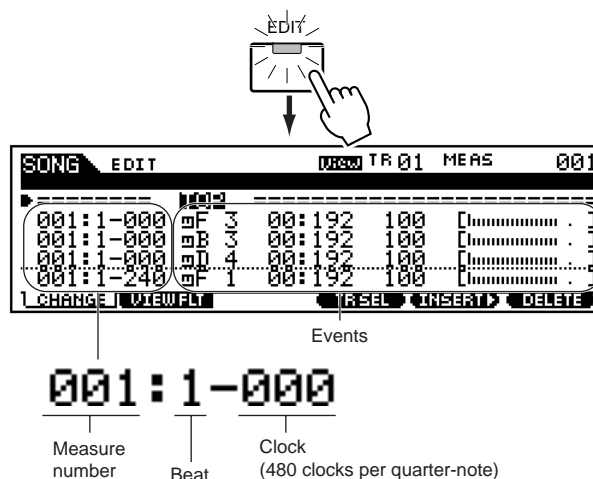 EDIT
SONG EDIT View TR 01 MEAS 001
001:1-000 F 3 00:192 100
001:1-000 B 3 00:192 100
001:1-000 D 4 00:192 100
001:1-240 F 1 00:192 100
CHANGE VIEWFLT TRSEL INSERT DELETE
Events
001:1-000
Measure
number
Beat
Clock
(480 clocks per quarter-note)